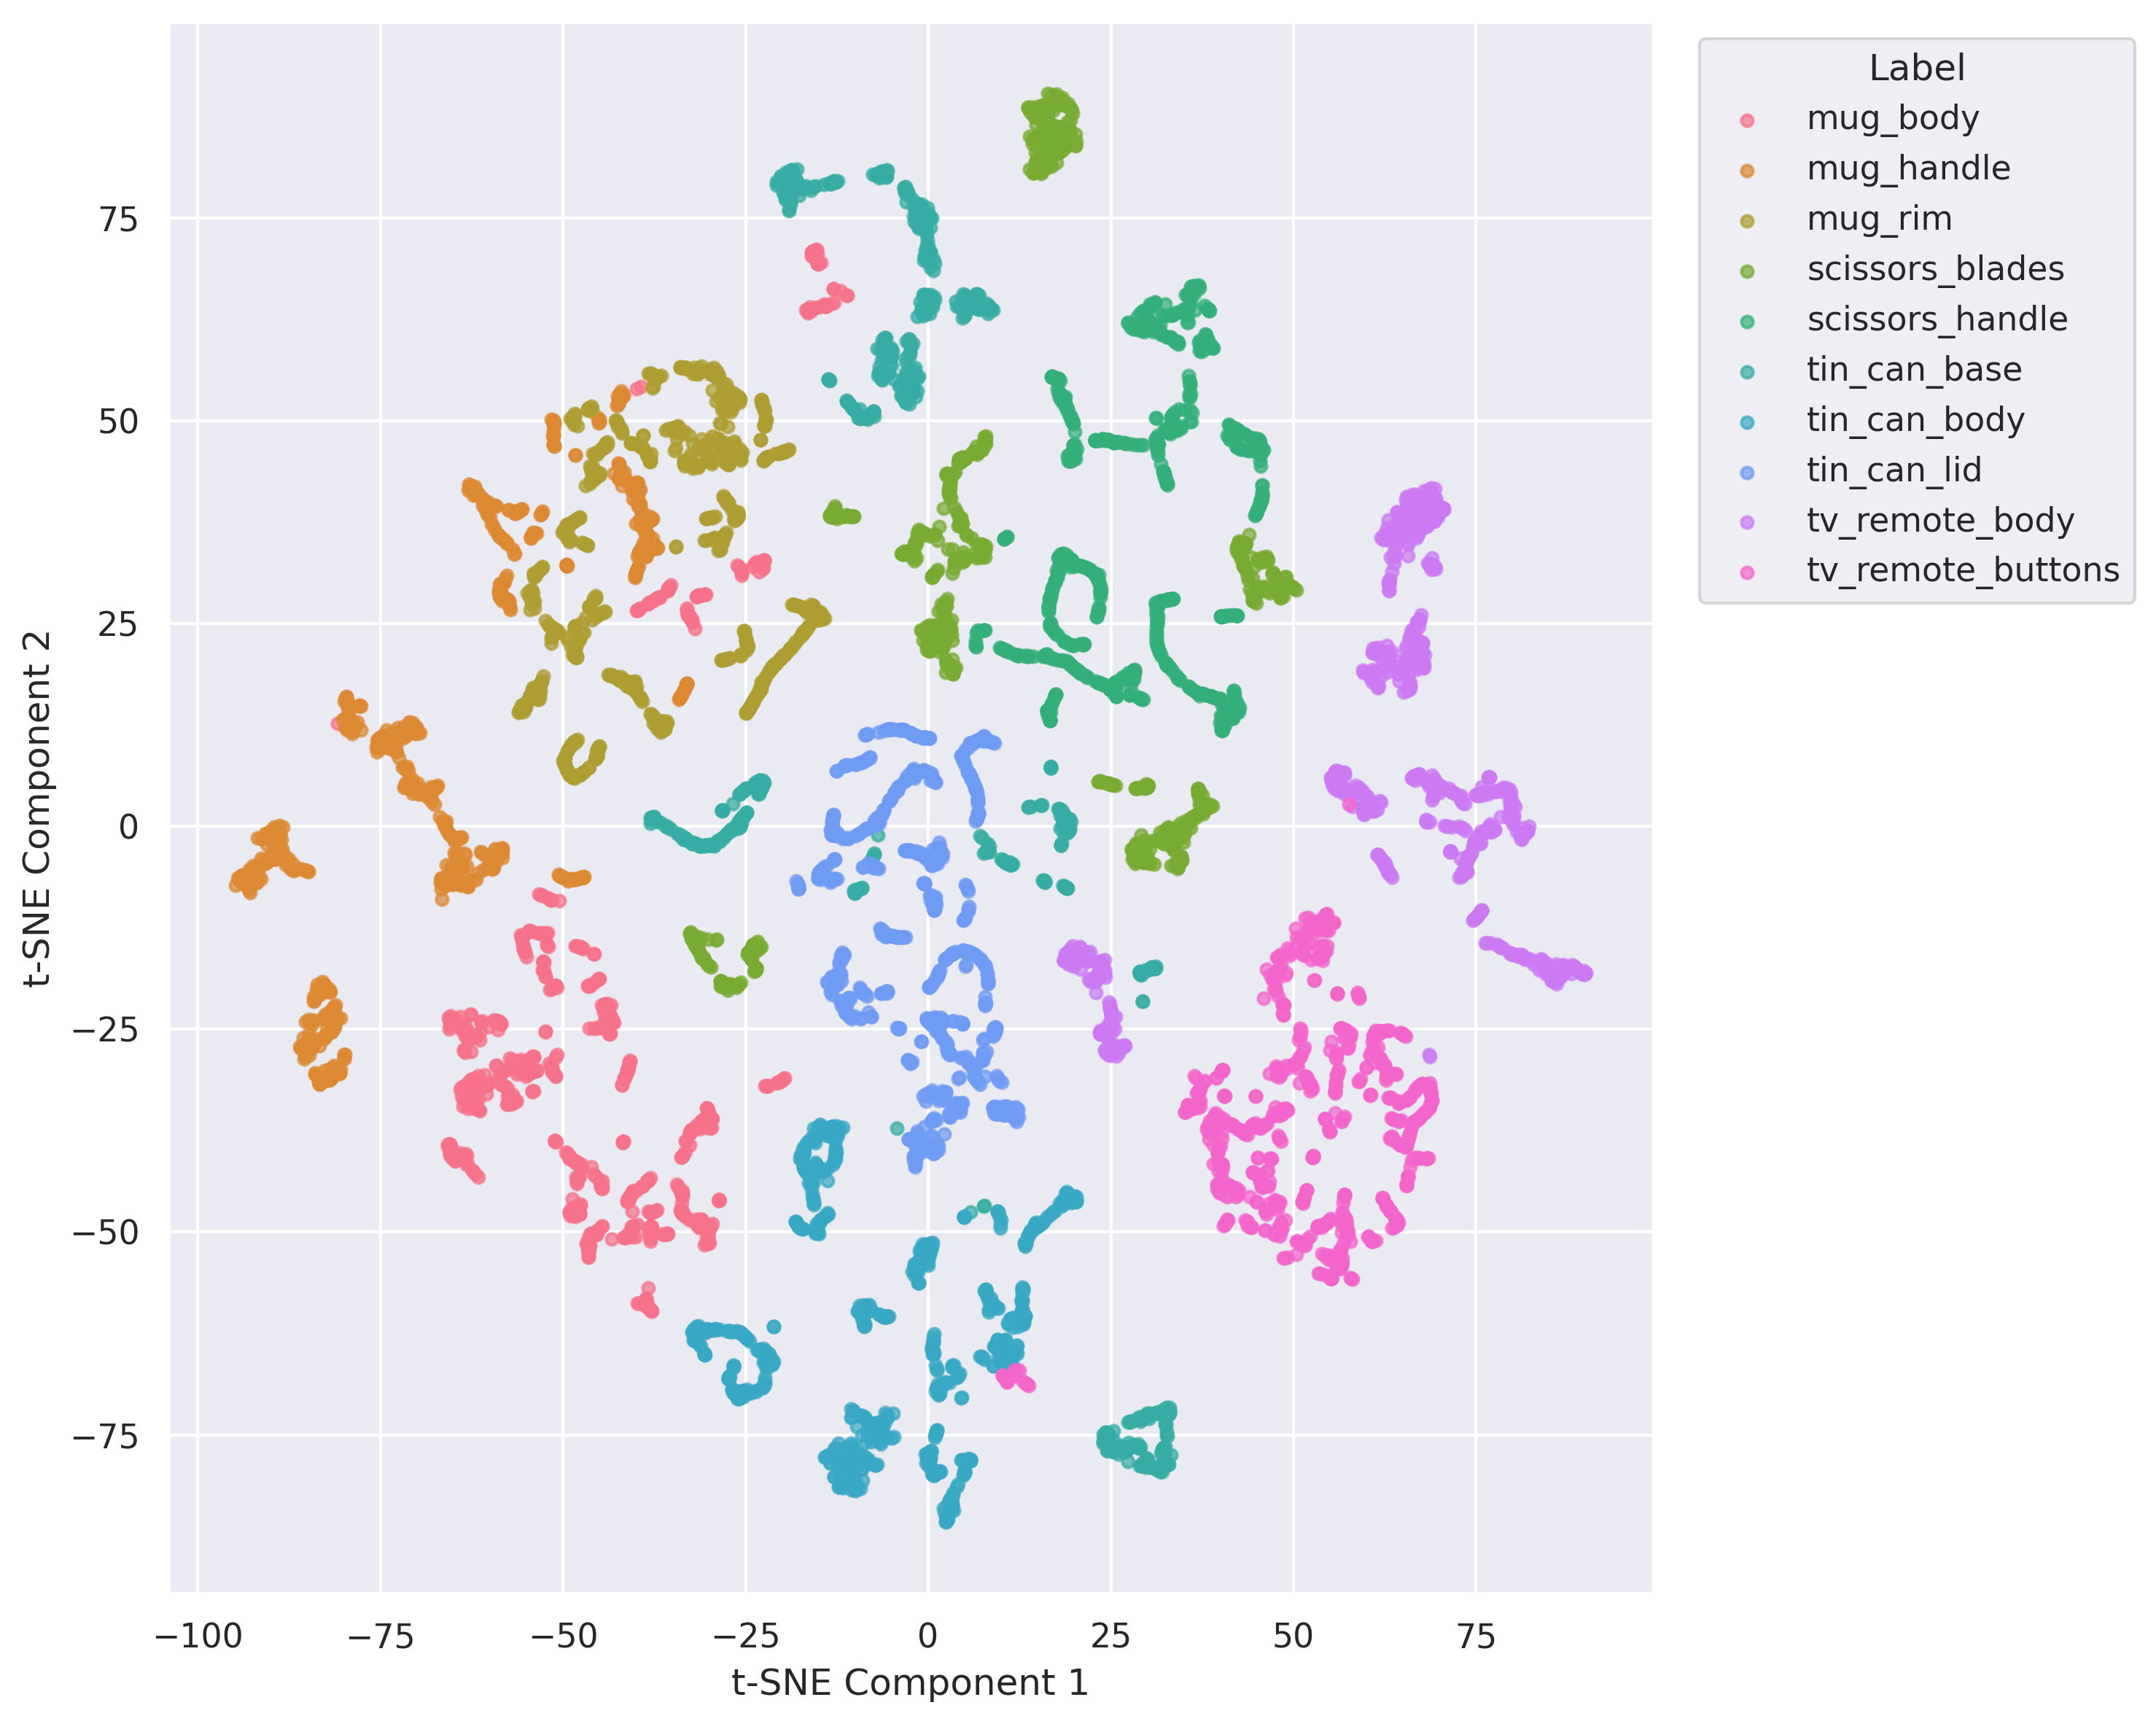 Label
mug_body
mug_handle
mug_rim
scissors_blades
scissors_handle
tin_can_base
tin_can_body
tin_can_lid
tv_remote_body
tv_remote_buttons
75
50
25
0
−25
−50
−75
t-SNE Component 2
−100 −75 −50 −25 0 25 50 75
t-SNE Component 1